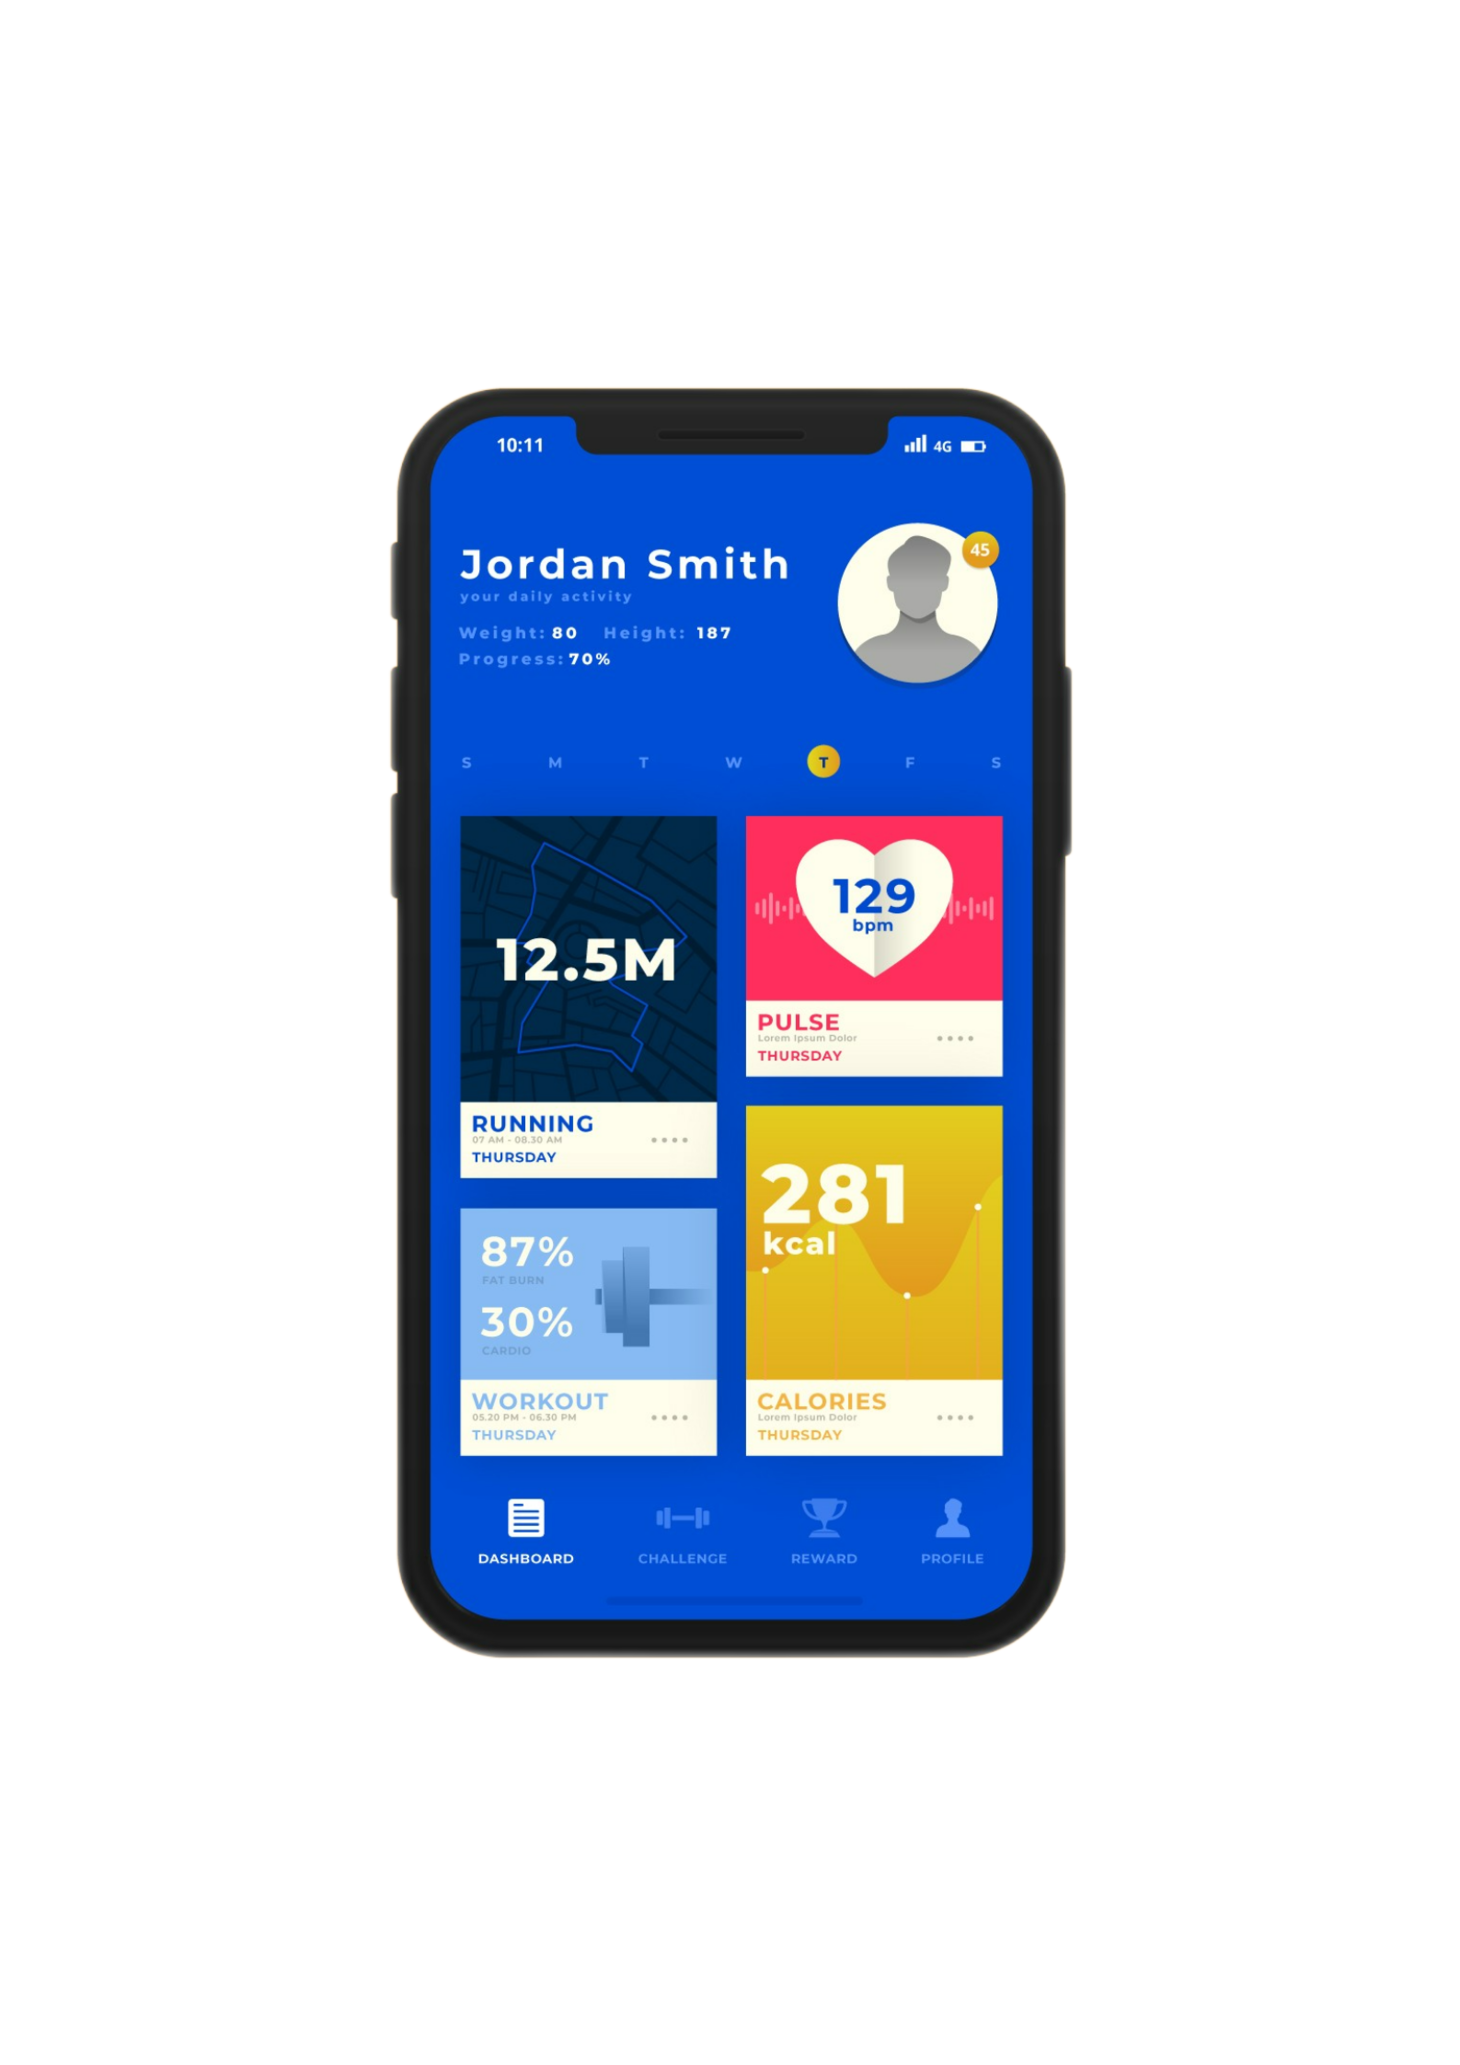 10:11
4G
Jordan Smith
45
your daily activity
Weight: 80 Height: 187
Progress: 70%
S M T W T F S
12.5M
RUNNING
07 AM - 08.30 AM
THURSDAY
129
bpm
PULSE
Lorem Ipsum Dolor
THURSDAY
87%
FAT BURN
30%
CARDIO
WORKOUT
05.20 PM - 06.30 PM
THURSDAY
281
kcal
CALORIES
Lorem Ipsum Dolor
THURSDAY
DASHBOARD CHALLENGE REWARD PROFILE